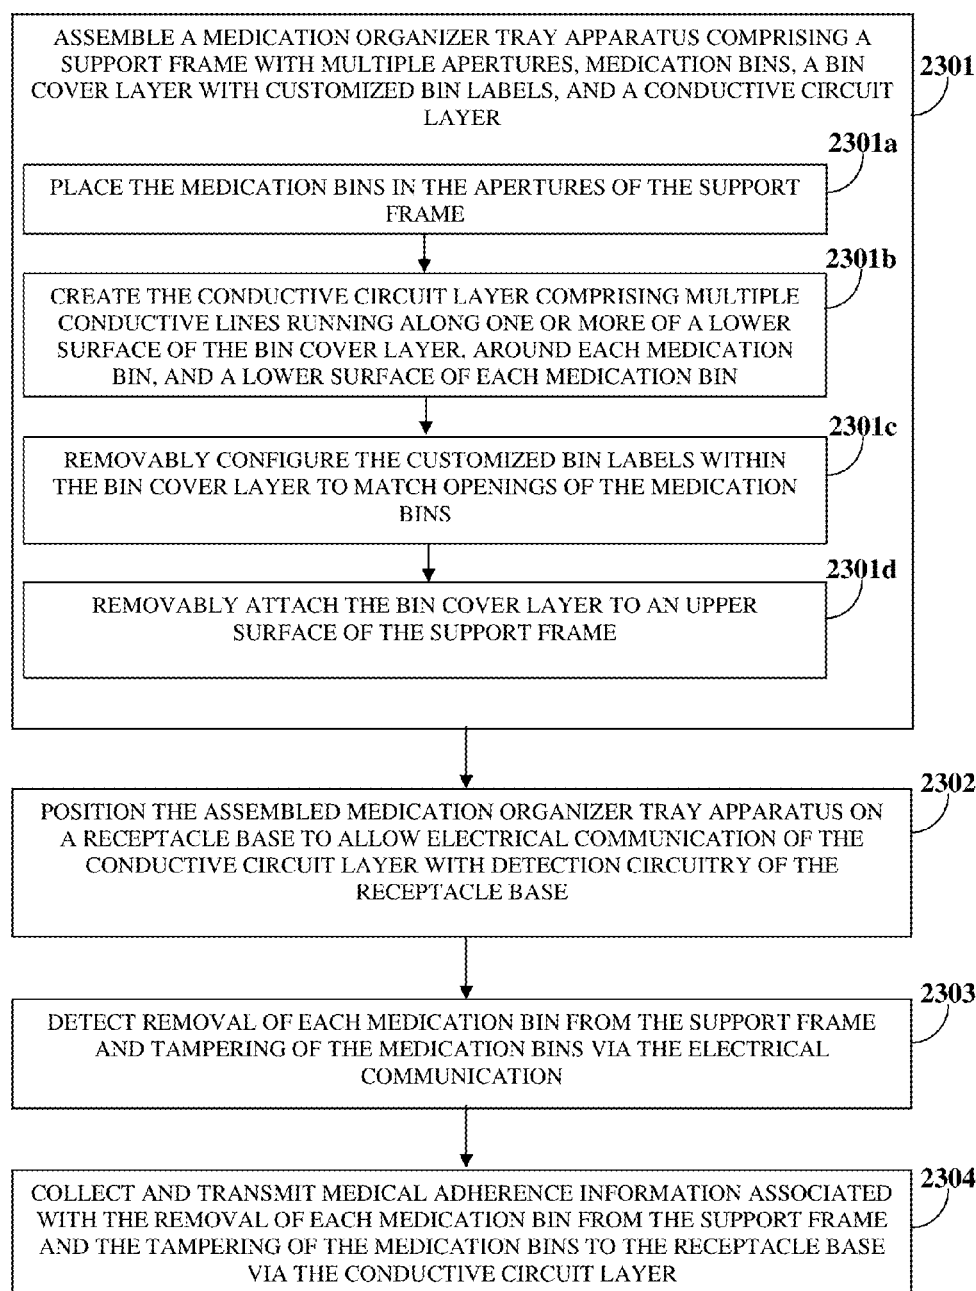 ASSEMBLE A MEDICATION ORGANIZER TRAY APPARATUS COMPRISING A
SUPPORT FRAME WITH MULTIPLE APERTURES, MEDICATION BINS, A BIN
COVER LAYER WITH CUSTOMIZED BIN LABELS, AND A CONDUCTIVE CIRCUIT
LAYER
2301
2301a
PLACE THE MEDICATION BINS IN THE APERTURES OF THE SUPPORT
FRAME
2301b
CREATE THE CONDUCTIVE CIRCUIT LAYER COMPRISING MULTIPLE
CONDUCTIVE LINES RUNNING ALONG ONE OR MORE OF A LOWER
SURFACE OF THE BIN COVER LAYER, AROUND EACH MEDICATION
BIN, AND A LOWER SURFACE OF EACH MEDICATION BIN
2301c
REMOVABLY CONFIGURE THE CUSTOMIZED BIN LABELS WITHIN
THE BIN COVER LAYER TO MATCH OPENINGS OF THE MEDICATION
BINS
2301d
REMOVABLY ATTACH THE BIN COVER LAYER TO AN UPPER
SURFACE OF THE SUPPORT FRAME
2302
POSITION THE ASSEMBLED MEDICATION ORGANIZER TRAY APPARATUS ON
A RECEPTACLE BASE TO ALLOW ELECTRICAL COMMUNICATION OF THE
CONDUCTIVE CIRCUIT LAYER WITH DETECTION CIRCUITRY OF THE
RECEPTACLE BASE
2303
DETECT REMOVAL OF EACH MEDICATION BIN FROM THE SUPPORT FRAME
AND TAMPERING OF THE MEDICATION BINS VIA THE ELECTRICAL
COMMUNICATION
2304
COLLECT AND TRANSMIT MEDICAL ADHERENCE INFORMATION ASSOCIATED
WITH THE REMOVAL OF EACH MEDICATION BIN FROM THE SUPPORT FRAME
AND THE TAMPERING OF THE MEDICATION BINS TO THE RECEPTACLE BASE
VIA THE CONDUCTIVE CIRCUIT LAYER